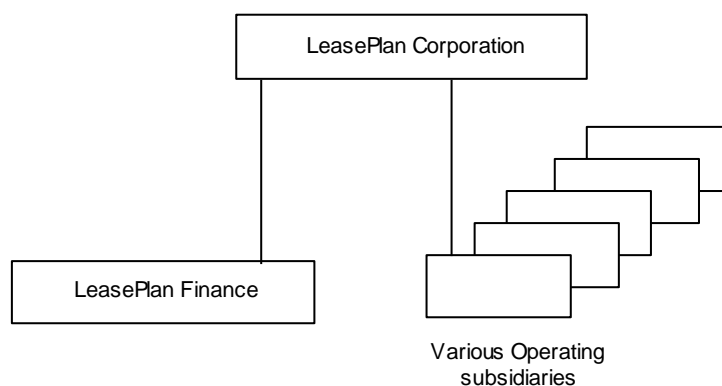 LeasePlan Corporation
LeasePlan Finance
Various Operating
subsidiaries